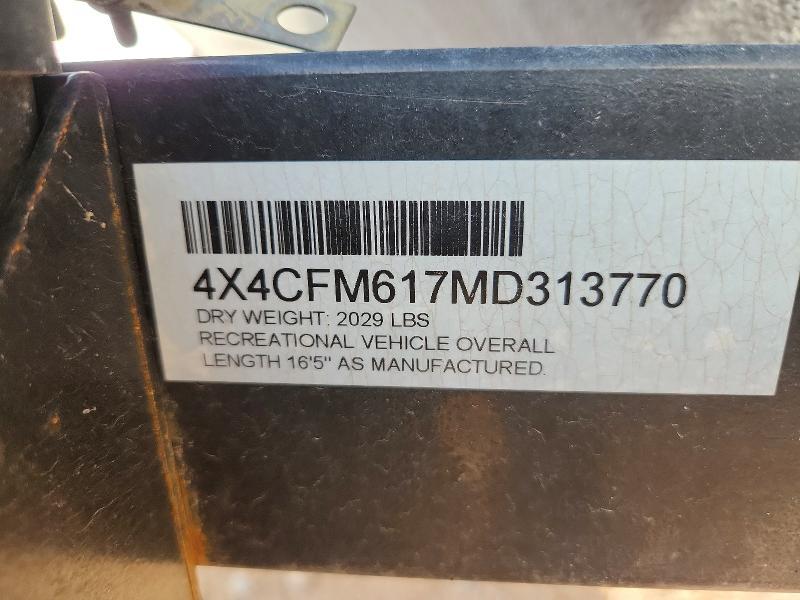 4X4CFM617MD313770
DRY WEIGHT: 2029 LBS
RECREATIONAL VEHICLE OVERALL
LENGTH 16'5" AS MANUFACTURED.